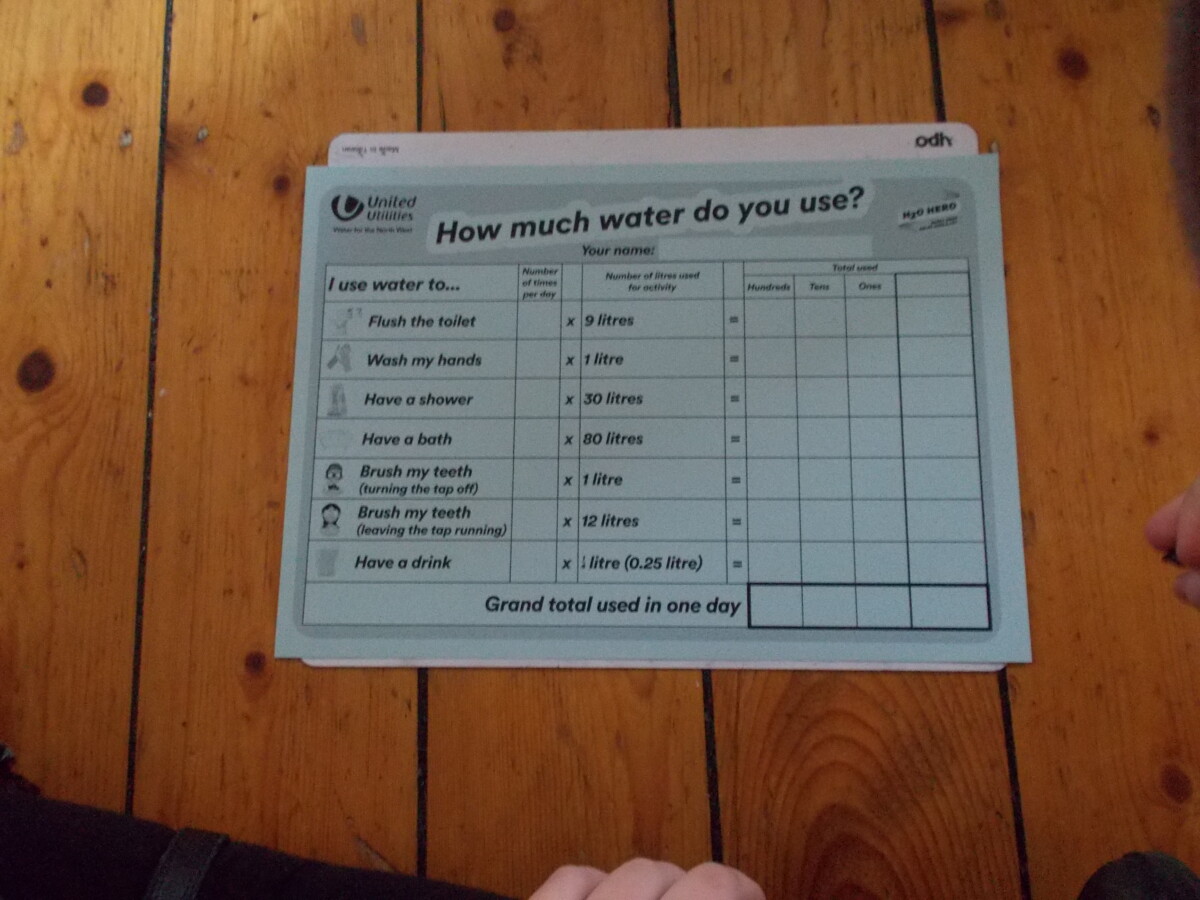 odh
Made in Taiwan
United
Utilities
Water for the North West
How much water do you use?
H2O HERO
Your name:
I use water to...
Number
of times
per day
Number of litres used
for activity
Total used
Hundreds Tens Ones
Flush the toilet x 9 litres =
Wash my hands x 1 litre =
Have a shower x 30 litres =
Have a bath x 80 litres =
Brush my teeth
(turning the tap off) x 1 litre =
Brush my teeth
(leaving the tap running) x 12 litres =
Have a drink x litre (0.25 litre) =
Grand total used in one day